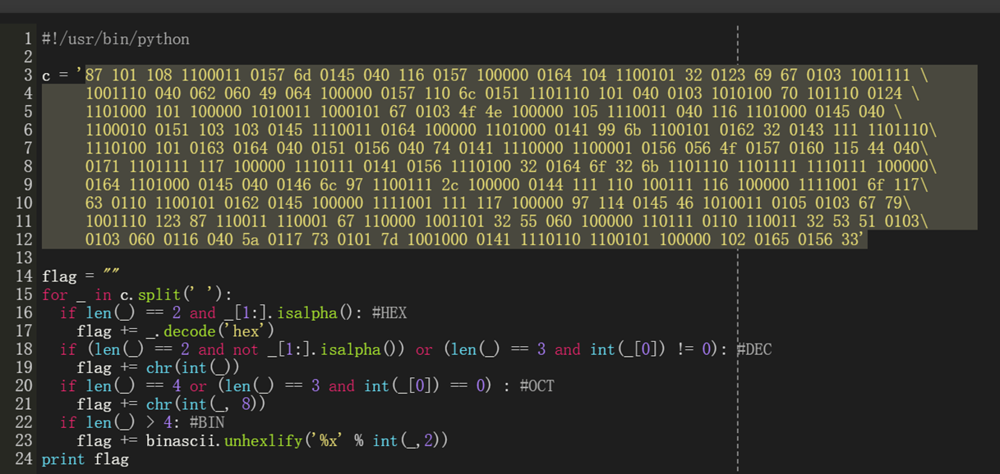 1 #!/usr/bin/python
2
3 c = '87 101 108 1100011 0157 6d 0145 040 116 0157 100000 0164 104 1100101 32 0123 69 67 0103 1001111 \
4 1001110 040 062 060 49 064 100000 0157 110 6c 0151 1101110 101 040 0103 1010100 70 101110 0124 \
5 1101000 101 100000 1010011 1000101 67 0103 4f 4e 100000 105 1110011 040 116 1101000 0145 040 \
6 1100010 0151 103 103 0145 1110011 0164 100000 1101000 0141 99 6b 1100101 0162 32 0143 111 1101110\
7 1110100 101 0163 0164 040 0151 0156 040 74 0141 1110000 1100001 0156 056 4f 0157 0160 115 44 040\
8 0171 1101111 117 100000 1110111 0141 0156 1110100 32 0164 6f 32 6b 1101110 1101111 1110111 100000\
9 0164 1101000 0145 040 0146 6c 97 1100111 2c 100000 0144 111 110 100111 116 100000 1111001 6f 117\
10 63 0110 1100101 0162 0145 100000 1111001 111 117 100000 97 114 0145 46 1010011 0105 0103 67 79\
11 1001110 123 87 110011 110001 67 110000 1001101 32 55 060 100000 110111 0110 110011 32 53 51 0103\
12 0103 060 0116 040 5a 0117 73 0101 7d 1001000 0141 1110110 1100101 100000 102 0165 0156 33'
13
14 flag = ""
15 for _ in c.split(' '):
16 if len(_) == 2 and _[1:].isalpha(): #HEX
17 flag += _.decode('hex')
18 if (len(_) == 2 and not _[1:].isalpha()) or (len(_) == 3 and int(_[0]) != 0): #DEC
19 flag += chr(int(_))
20 if len(_) == 4 or (len(_) == 3 and int(_[0]) == 0) : #OCT
21 flag += chr(int(_, 8))
22 if len(_) > 4: #BIN
23 flag += binascii.unhexlify('%x' % int(_,2))
24 print flag